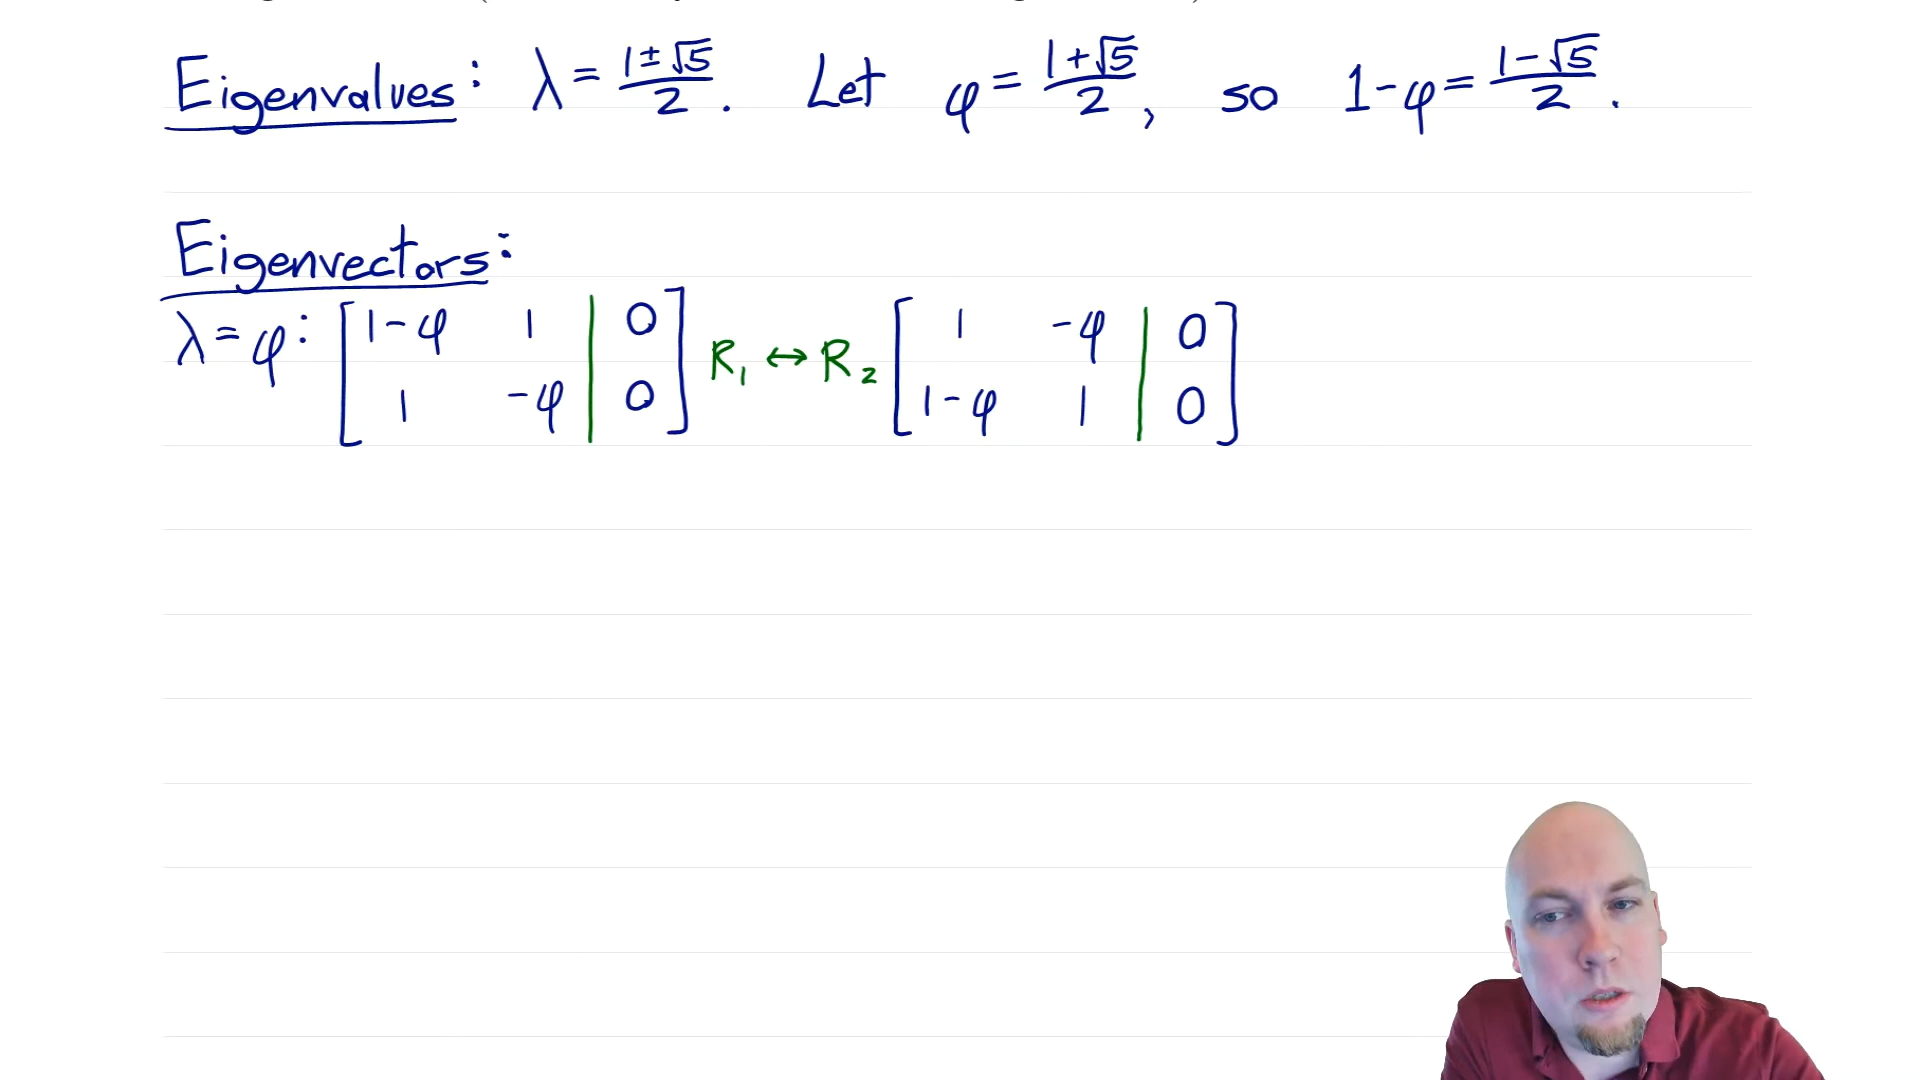 Eigenvalues: λ = (1 ± √5)/2. Let φ = (1 + √5)/2, so 1 - φ = (1 - √5)/2.
Eigenvectors:
λ = φ: [1-φ 1 | 0; 1 -φ | 0] R₁ ↔ R₂ [1 -φ | 0; 1-φ 1 | 0]